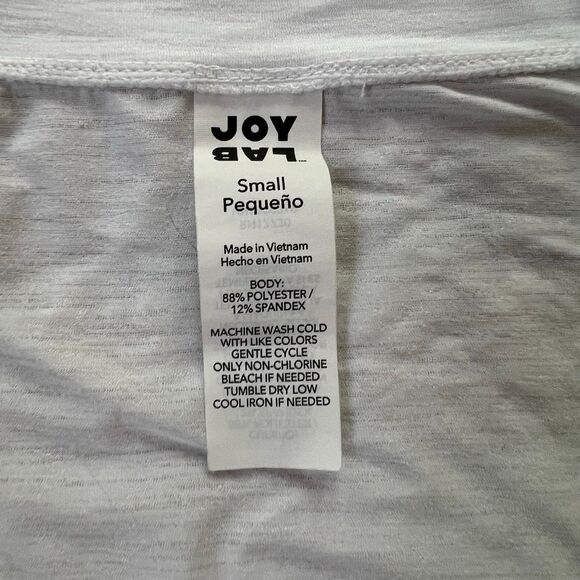 JOY
LAB
Small
Pequeño
Made in Vietnam
Hecho en Vietnam
BODY:
88% POLYESTER /
12% SPANDEX
MACHINE WASH COLD
WITH LIKE COLORS
GENTLE CYCLE
ONLY NON-CHLORINE
BLEACH IF NEEDED
TUMBLE DRY LOW
COOL IRON IF NEEDED